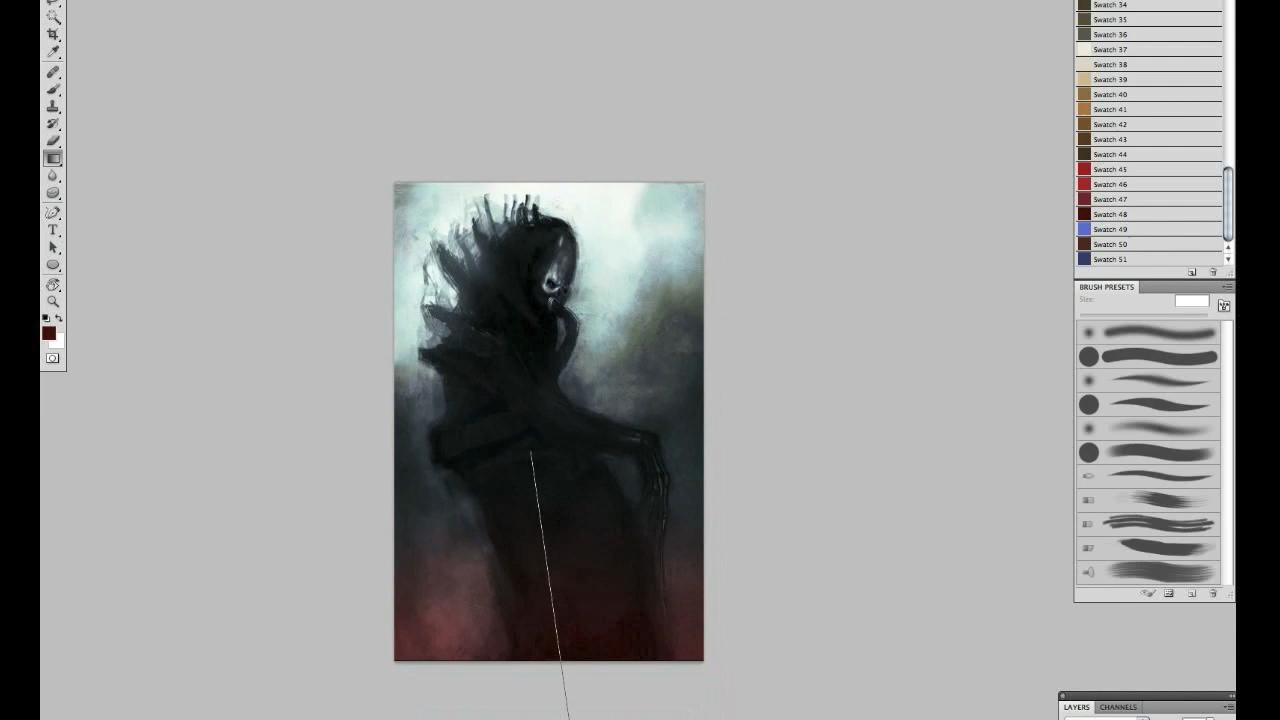 Swatch 34
Swatch 35
Swatch 36
Swatch 37
Swatch 38
Swatch 39
Swatch 40
Swatch 41
Swatch 42
Swatch 43
Swatch 44
Swatch 45
Swatch 46
Swatch 47
Swatch 48
Swatch 49
Swatch 50
Swatch 51
BRUSH PRESETS
Size:
LAYERS CHANNELS